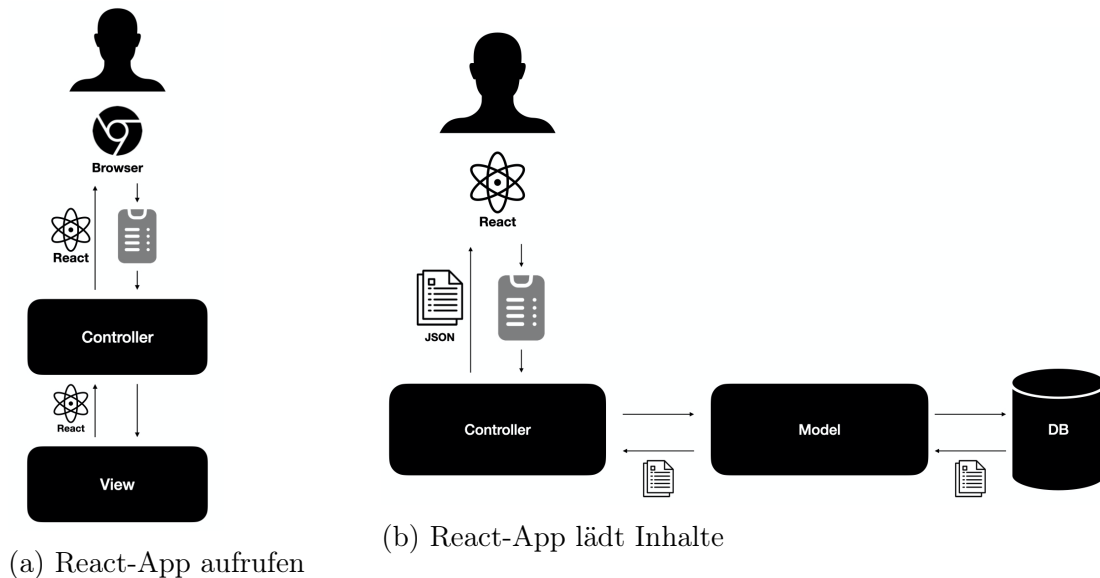 Browser
React
Controller
React
View
(a) React-App aufrufen
React
JSON
Controller
Model
DB
(b) React-App lädt Inhalte